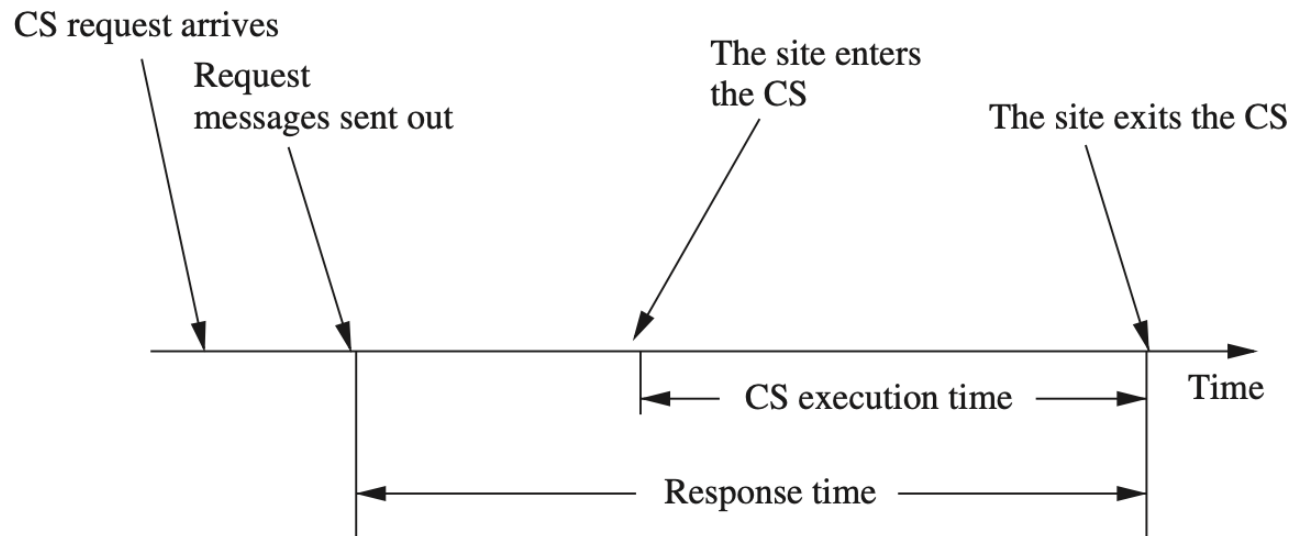 CS request arrives
Request
messages sent out
The site enters
the CS
The site exits the CS
Time
CS execution time
Response time